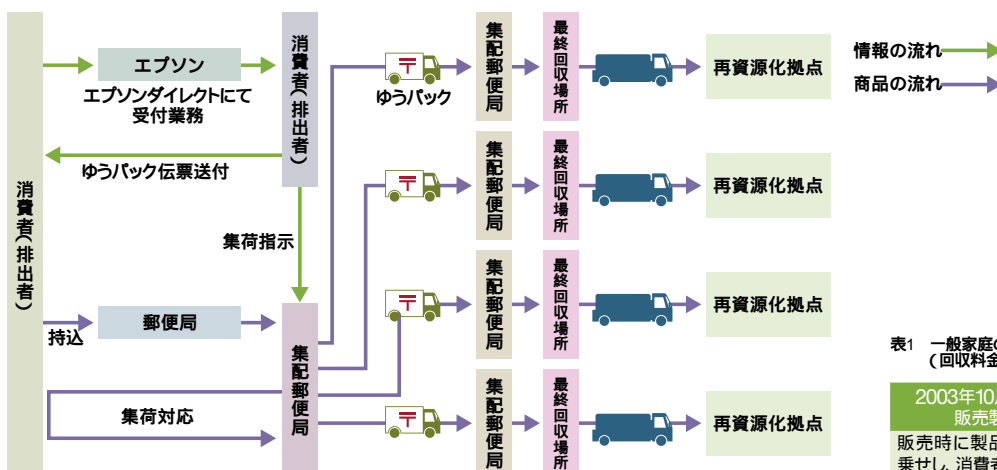 消費者(排出者)
エプソン
エプソンダイレクトにて
受付業務
消費者(排出者)
ゆうパック伝票送付
集荷指示
持込
郵便局
集配郵便局
集荷対応
〒
ゆうパック
集配郵便局
最終回収場所
再資源化拠点
〒
集配郵便局
最終回収場所
再資源化拠点
〒
集配郵便局
最終回収場所
再資源化拠点
〒
集配郵便局
最終回収場所
再資源化拠点
情報の流れ
商品の流れ
表1 一般家庭の
(回収料金
2003年10月
販売製
販売時に製品
乗せし、消費者